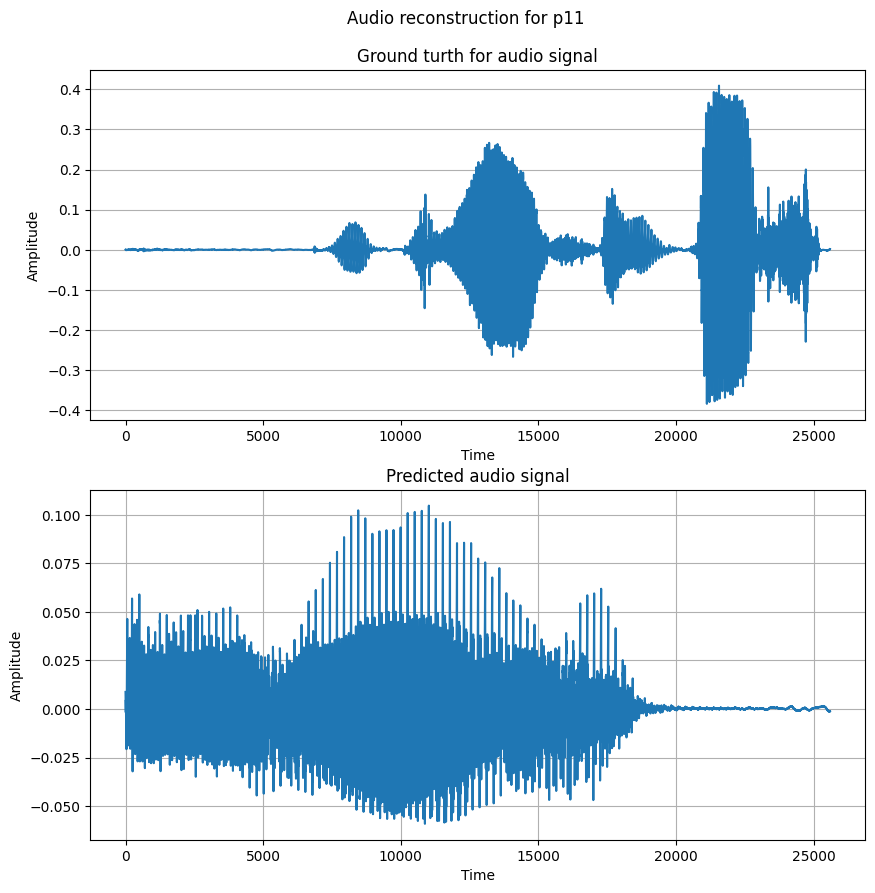 Audio reconstruction for p11
Ground turth for audio signal
Amplitude
0.4
0.3
0.2
0.1
0.0
−0.1
−0.2
−0.3
−0.4
0 5000 10000 15000 20000 25000
Time
Predicted audio signal
Amplitude
0.100
0.075
0.050
0.025
0.000
−0.025
−0.050
0 5000 10000 15000 20000 25000
Time